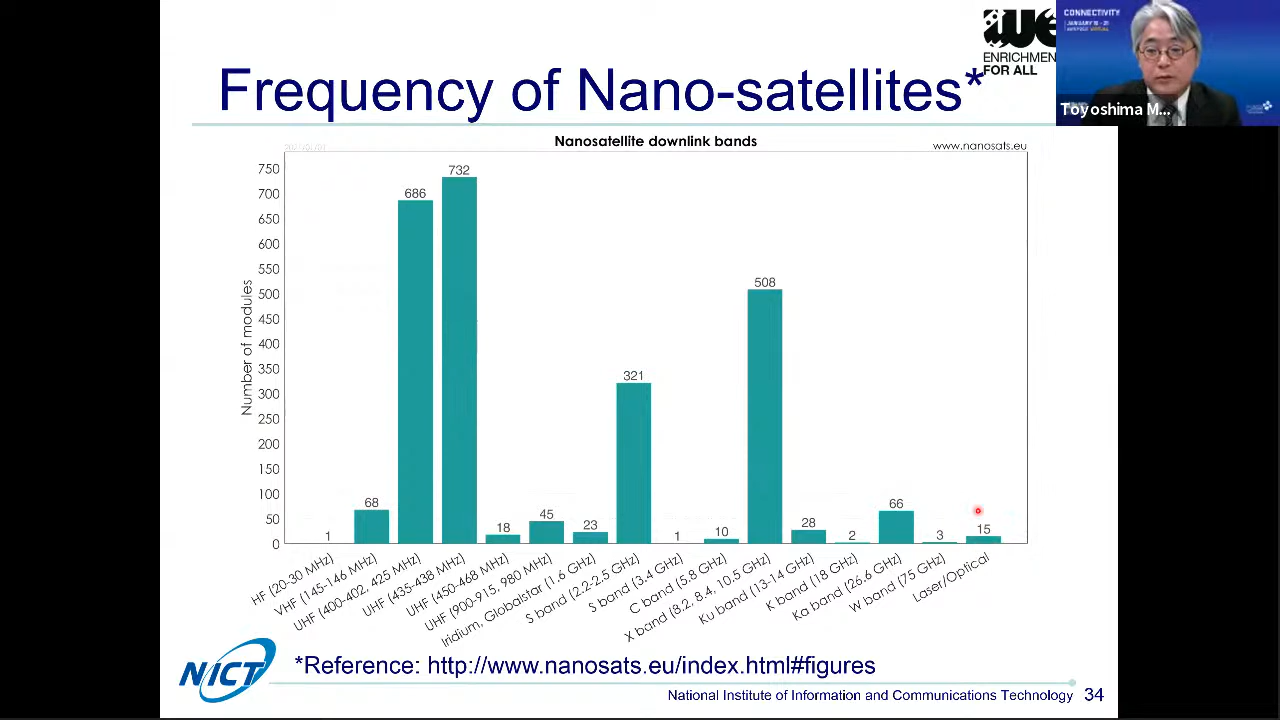 CONNECTIVITY
ENRICHMEN
FOR ALL
Toyoshima M...
Frequency of Nano-satellites*
Nanosatellite downlink bands
www.nanosats.eu
Number of modules
750
700
650
600
550
500
450
400
350
300
250
200
150
100
50
0
1
68
686
732
18
45
23
321
1
10
508
28
2
66
3
15
HF (20-30 MHz)
VHF (145-146 MHz)
UHF (400-402, 425 MHz)
UHF (435-438 MHz)
UHF (450-468 MHz)
UHF (900-915, 980 MHz)
Iridium, Globalstar (1.6 GHz)
S band (2.2-2.5 GHz)
S band (3-4 GHz)
C band (5.8 GHz)
X band (8.2, 8.4, 10.5 GHz)
Ku band (13-14 GHz)
K band (18 GHz)
Ka band (26.6 GHz)
W band (75 GHz)
Laser/Optical
NICT
*Reference: http://www.nanosats.eu/index.html#figures
National Institute of Information and Communications Technology 34